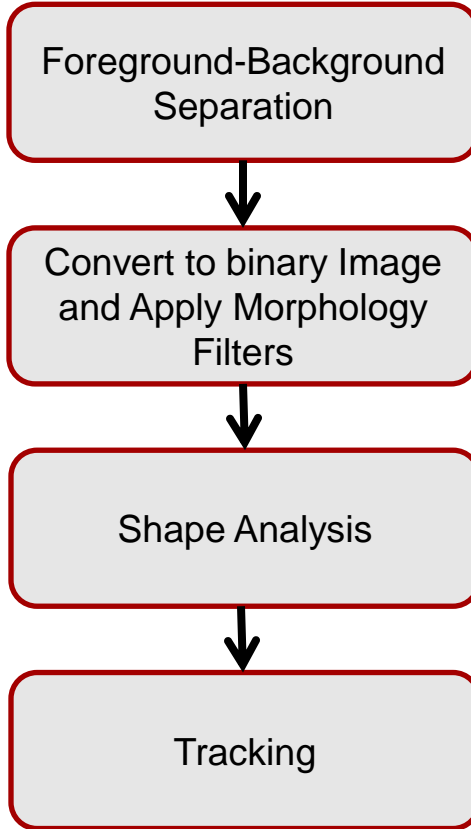 Foreground-Background
Separation
Convert to binary Image
and Apply Morphology
Filters
Shape Analysis
Tracking